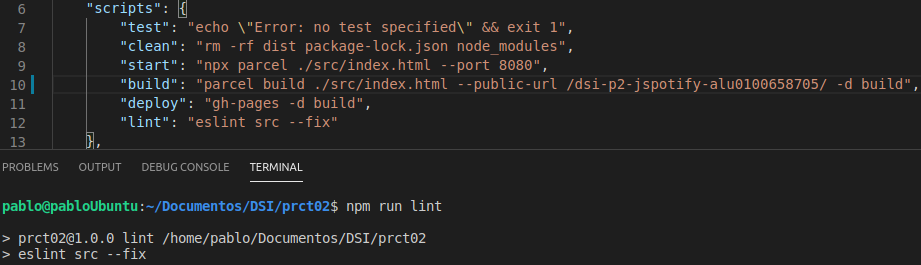 6 "scripts": {
7 "test": "echo \"Error: no test specified\" && exit 1",
8 "clean": "rm -rf dist package-lock.json node_modules",
9 "start": "npx parcel ./src/index.html --port 8080",
10 "build": "parcel build ./src/index.html --public-url /dsi-p2-jspotify-alu0100658705/ -d build",
11 "deploy": "gh-pages -d build",
12 "lint": "eslint src --fix"
13 },
PROBLEMS OUTPUT DEBUG CONSOLE TERMINAL
pablo@pabloUbuntu:~/Documentos/DSI/prct02$ npm run lint
> prct02@1.0.0 lint /home/pablo/Documentos/DSI/prct02
> eslint src --fix